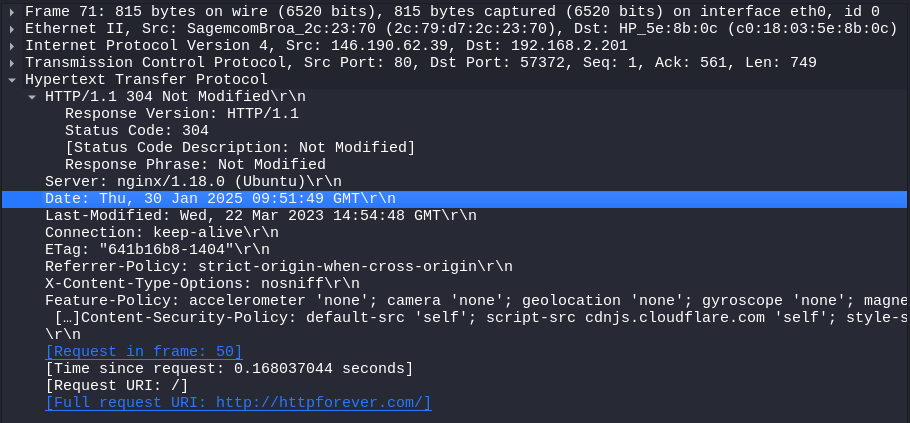 Frame 71: 815 bytes on wire (6520 bits), 815 bytes captured (6520 bits) on interface eth0, id 0
Ethernet II, Src: SagemcomBroa_2c:23:70 (2c:79:d7:2c:23:70), Dst: HP_5e:8b:0c (c0:18:03:5e:8b:0c)
Internet Protocol Version 4, Src: 146.190.62.39, Dst: 192.168.2.201
Transmission Control Protocol, Src Port: 80, Dst Port: 57372, Seq: 1, Ack: 561, Len: 749
Hypertext Transfer Protocol
HTTP/1.1 304 Not Modified\r\n
Response Version: HTTP/1.1
Status Code: 304
[Status Code Description: Not Modified]
Response Phrase: Not Modified
Server: nginx/1.18.0 (Ubuntu)\r\n
Date: Thu, 30 Jan 2025 09:51:49 GMT\r\n
Last-Modified: Wed, 22 Mar 2023 14:54:48 GMT\r\n
Connection: keep-alive\r\n
ETag: "641b16b8-1404"\r\n
Referrer-Policy: strict-origin-when-cross-origin\r\n
X-Content-Type-Options: nosniff\r\n
Feature-Policy: accelerometer 'none'; camera 'none'; geolocation 'none'; gyroscope 'none'; magne
[…]Content-Security-Policy: default-src 'self'; script-src cdnjs.cloudflare.com 'self'; style-s
\r\n
[Request in frame: 50]
[Time since request: 0.168037044 seconds]
[Request URI: /]
[Full request URI: http://httpforever.com/]